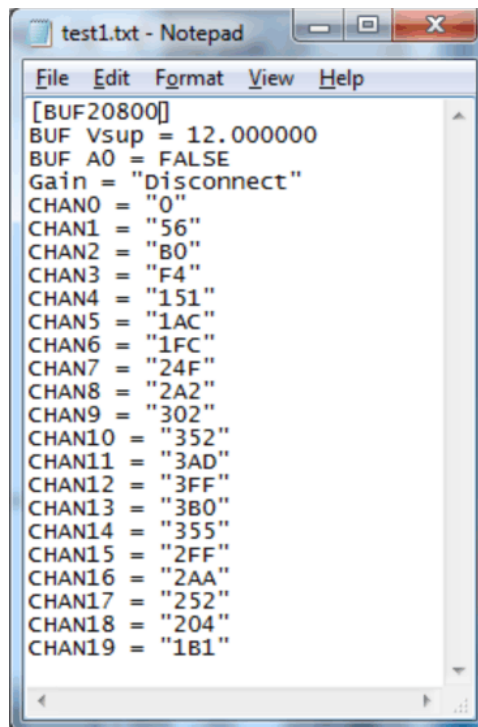 test1.txt - Notepad
File Edit Format View Help
[BUF20800]
BUF Vsup = 12.000000
BUF A0 = FALSE
Gain = "Disconnect"
CHAN0 = "0"
CHAN1 = "56"
CHAN2 = "B0"
CHAN3 = "F4"
CHAN4 = "151"
CHAN5 = "1AC"
CHAN6 = "1FC"
CHAN7 = "24F"
CHAN8 = "2A2"
CHAN9 = "302"
CHAN10 = "352"
CHAN11 = "3AD"
CHAN12 = "3FF"
CHAN13 = "3B0"
CHAN14 = "355"
CHAN15 = "2FF"
CHAN16 = "2AA"
CHAN17 = "252"
CHAN18 = "204"
CHAN19 = "1B1"